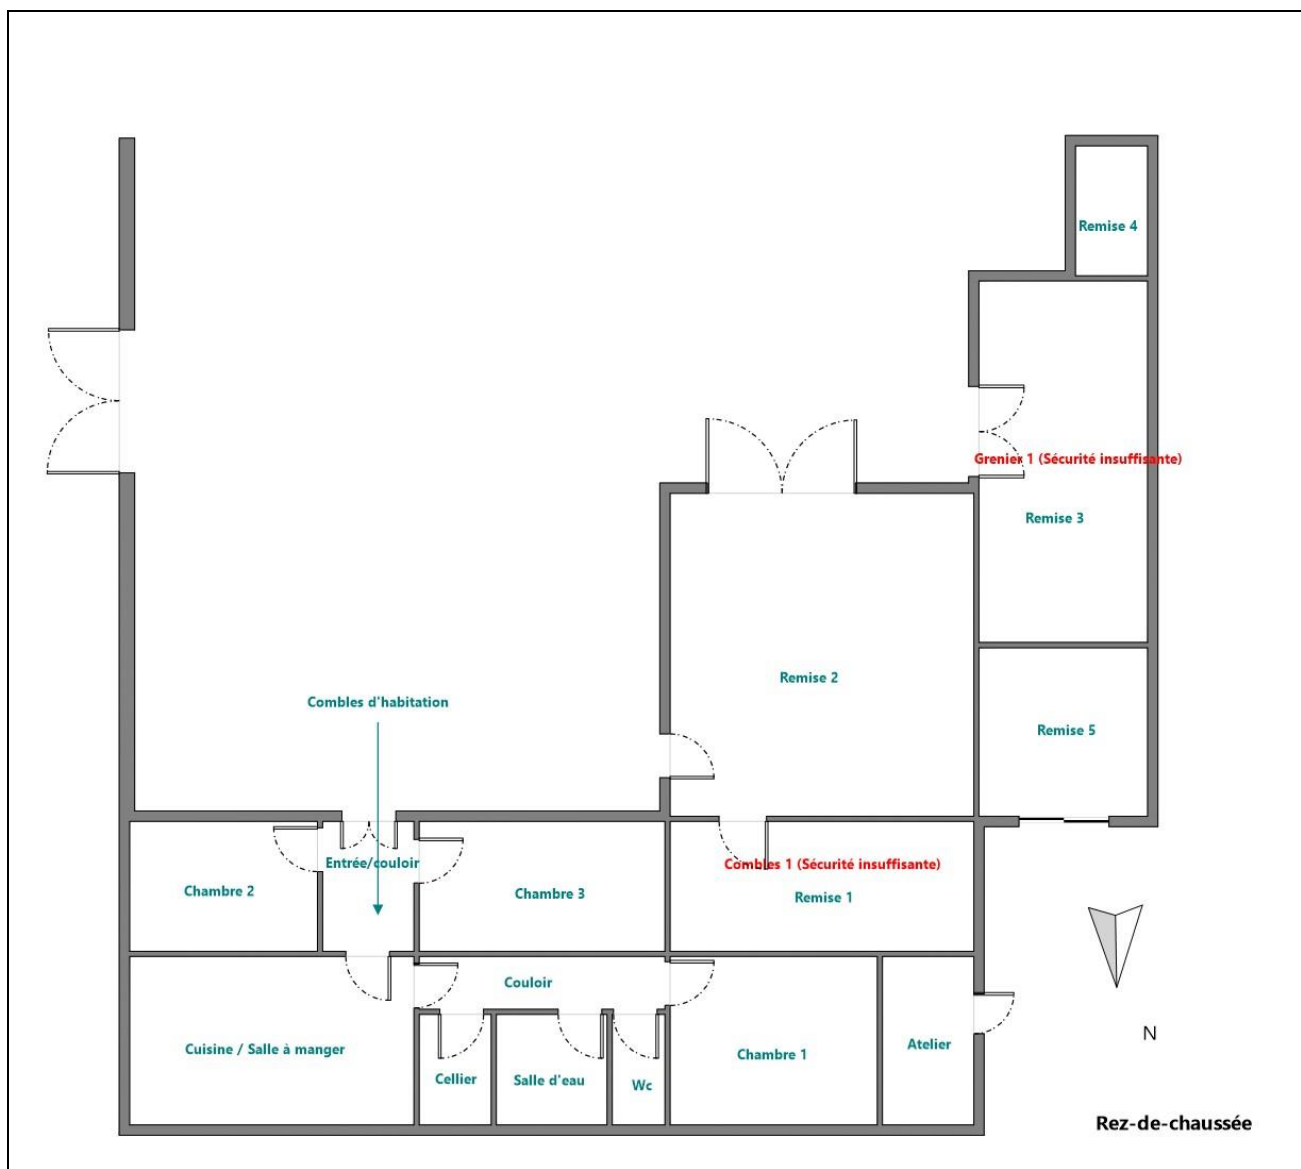 Remise 4
Grenier 1 (Sécurité insuffisante)
Remise 3
Remise 2
Combles d'habitation
Remise 5
Entrée/couloir
Combles 1 (Sécurité insuffisante)
Chambre 2
Chambre 3
Remise 1
Couloir
N
Cuisine / Salle à manger
Atelier
Chambre 1
Cellier
Salle d'eau
Wc
Rez-de-chaussée